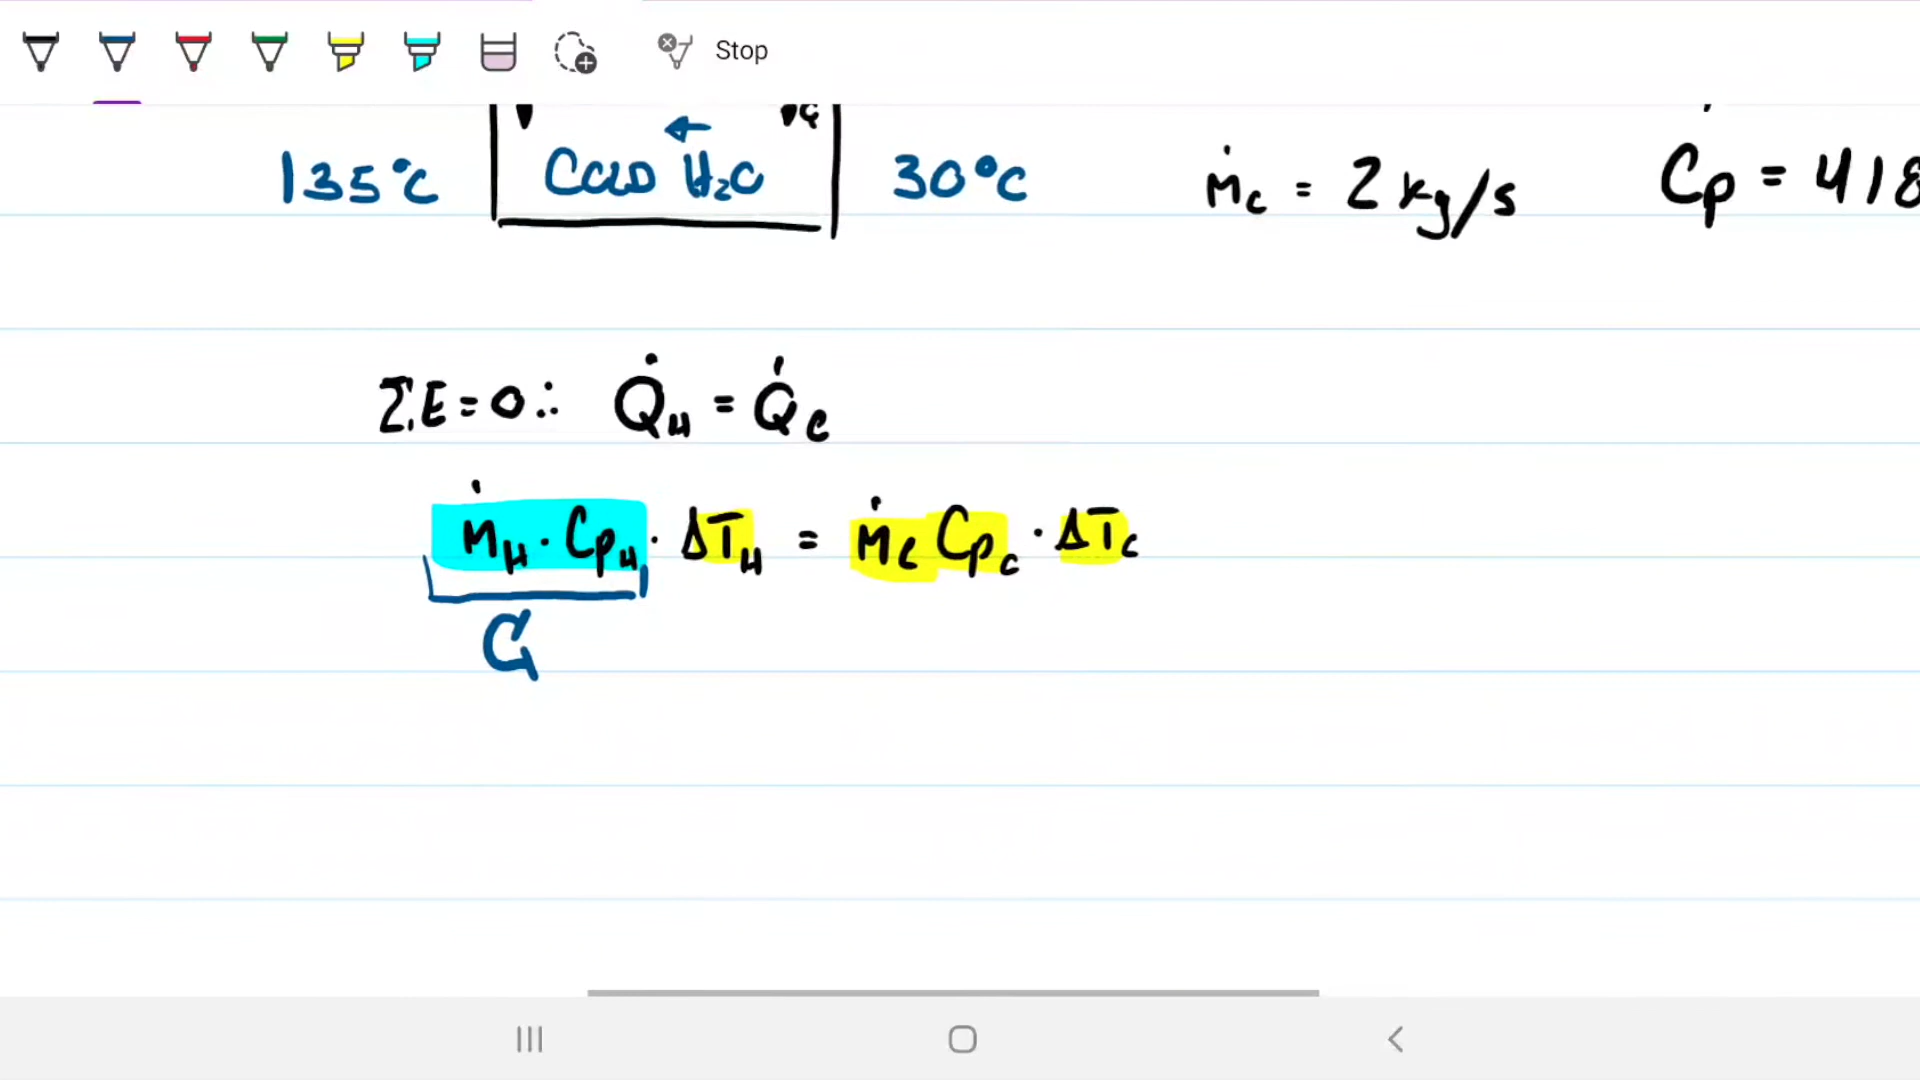 Stop
135°C Cold H₂O 30°C ṁc = 2 kg/s Cp = 418
ΣE=0 ∴ Q̇H = Q̇C
ṁH · CpH · ΔTH = ṁC CpC · ΔTC
C